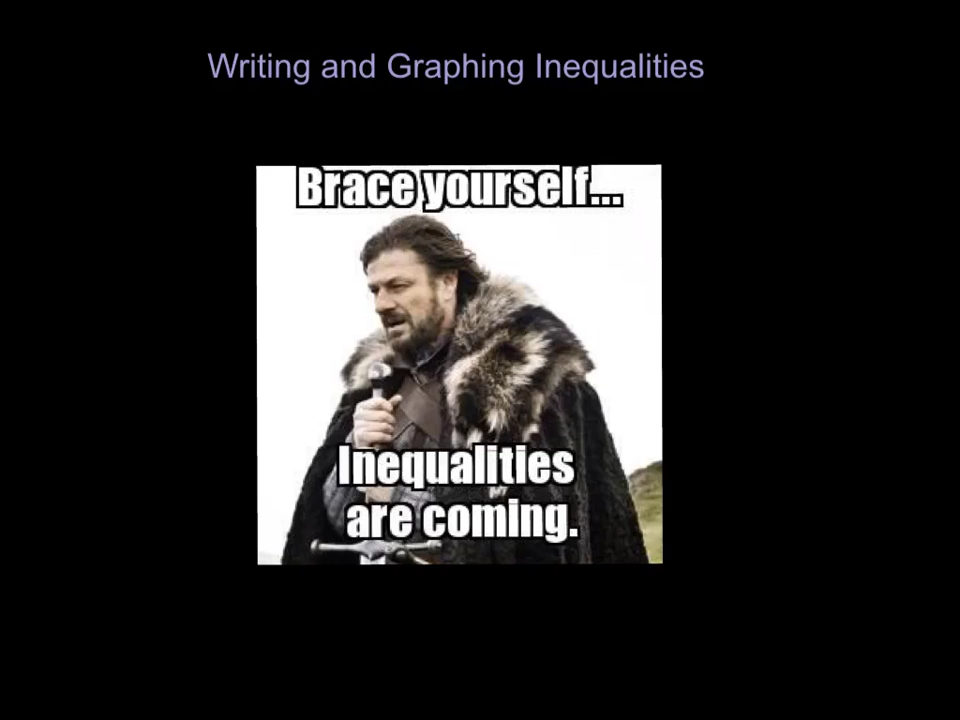 Writing and Graphing Inequalities
Brace yourself...
Inequalities
are coming.